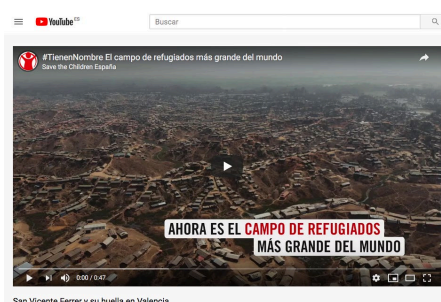 YouTube ES
Buscar
#TienenNombre El campo de refugiados más grande del mundo
Save the Children España
AHORA ES EL CAMPO DE REFUGIADOS
MÁS GRANDE DEL MUNDO
0:00 / 0:47
San Vicente Ferrer y su huella en Valencia